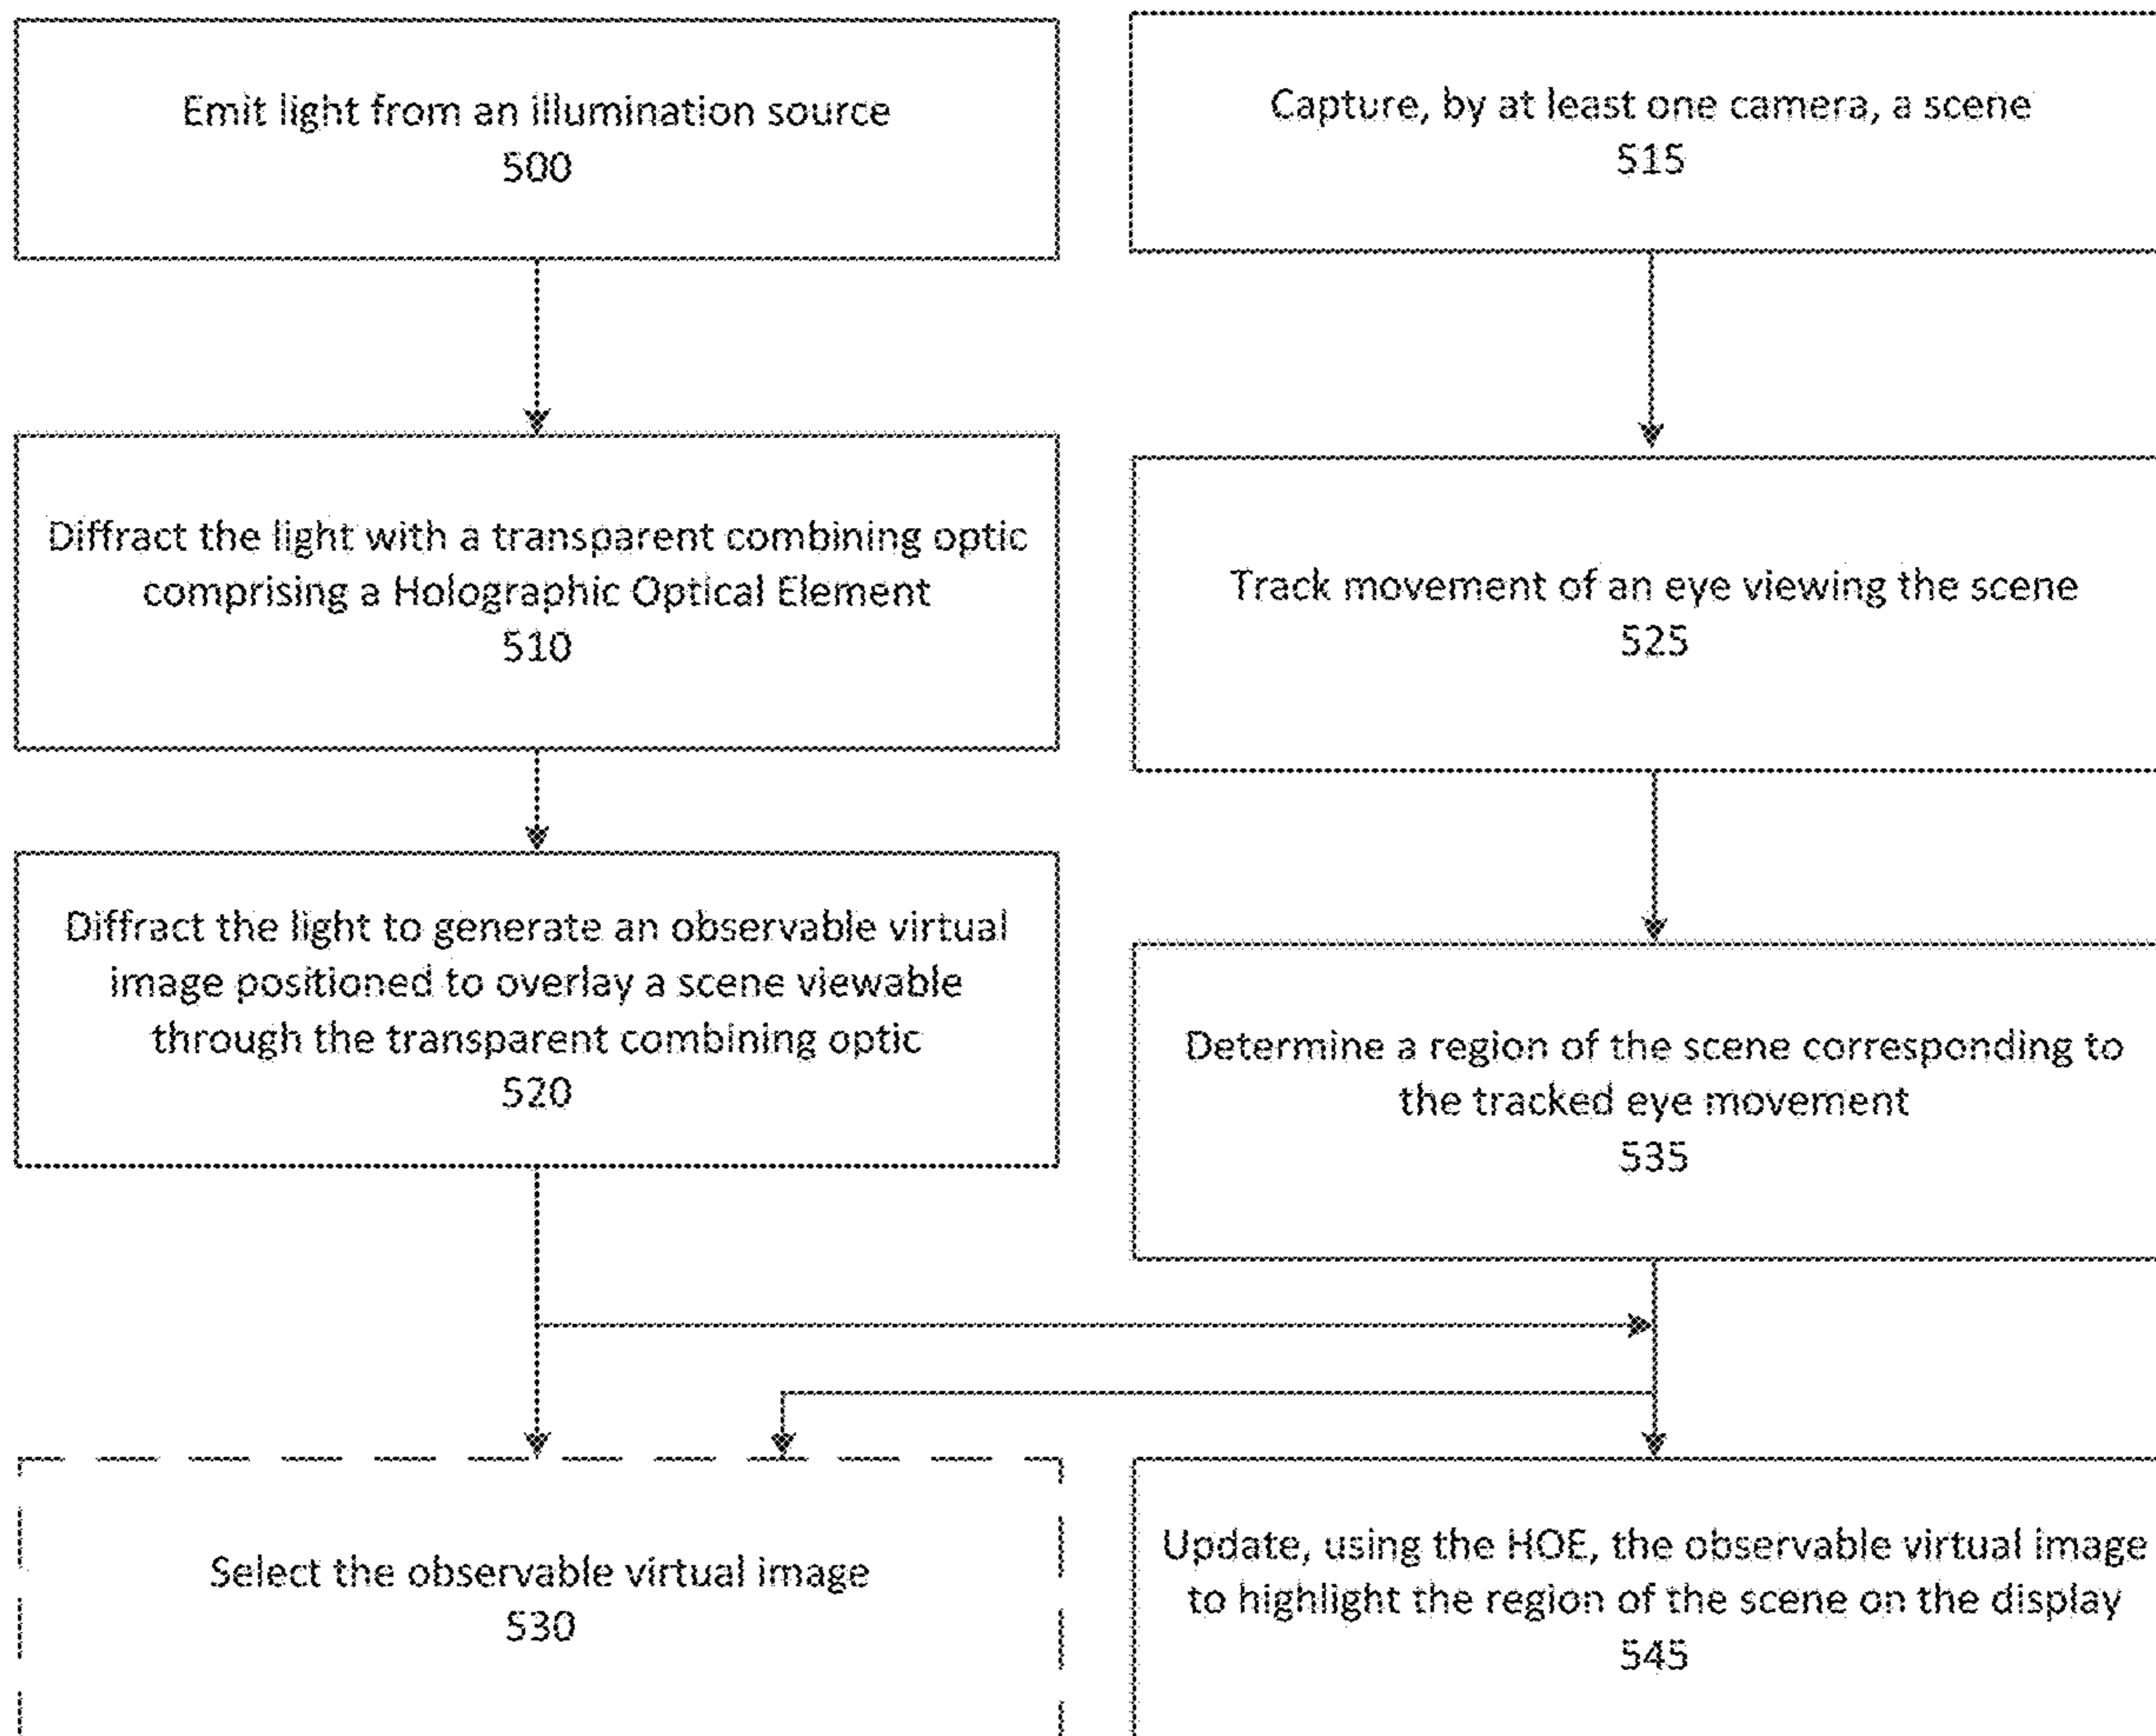 Emit light from an illumination source
500
Diffract the light with a transparent combining optic
comprising a Holographic Optical Element
510
Diffract the light to generate an observable virtual
image positioned to overlay a scene viewable
through the transparent combining optic
520
Select the observable virtual image
530
Capture, by at least one camera, a scene
515
Track movement of an eye viewing the scene
525
Determine a region of the scene corresponding to
the tracked eye movement
535
Update, using the HOE, the observable virtual image
to highlight the region of the scene on the display
545